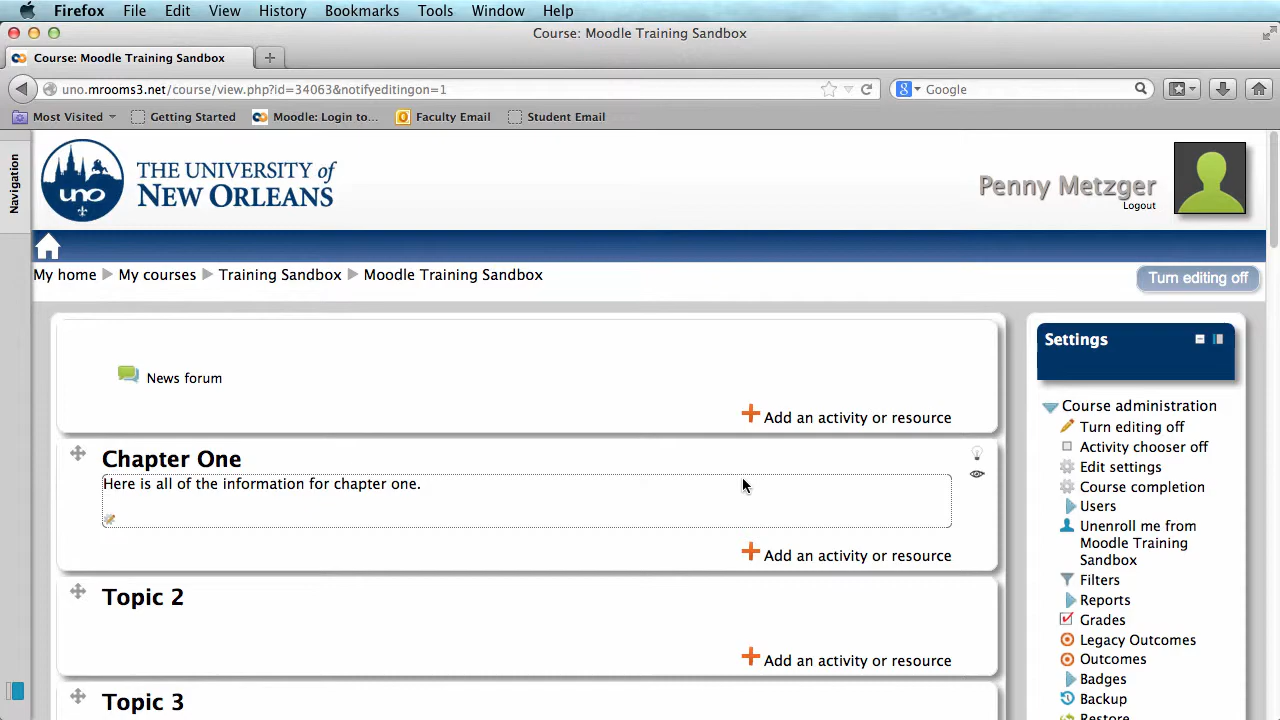 Firefox File Edit View History Bookmarks Tools Window Help
Course: Moodle Training Sandbox
Course: Moodle Training Sandbox
uno.mrooms3.net/course/view.php?id=34063&notifyeditingon=1
Google
Most Visited Getting Started Moodle: Login to... Faculty Email Student Email
Navigation
uno
THE UNIVERSITY of
NEW ORLEANS
Penny Metzger
Logout
My home My courses Training Sandbox Moodle Training Sandbox
Turn editing off
News forum
Add an activity or resource
Chapter One
Here is all of the information for chapter one.
Add an activity or resource
Topic 2
Add an activity or resource
Topic 3
Settings
Course administration
Turn editing off
Activity chooser off
Edit settings
Course completion
Users
Unenroll me from
Moodle Training
Sandbox
Filters
Reports
Grades
Legacy Outcomes
Outcomes
Badges
Backup
Restore